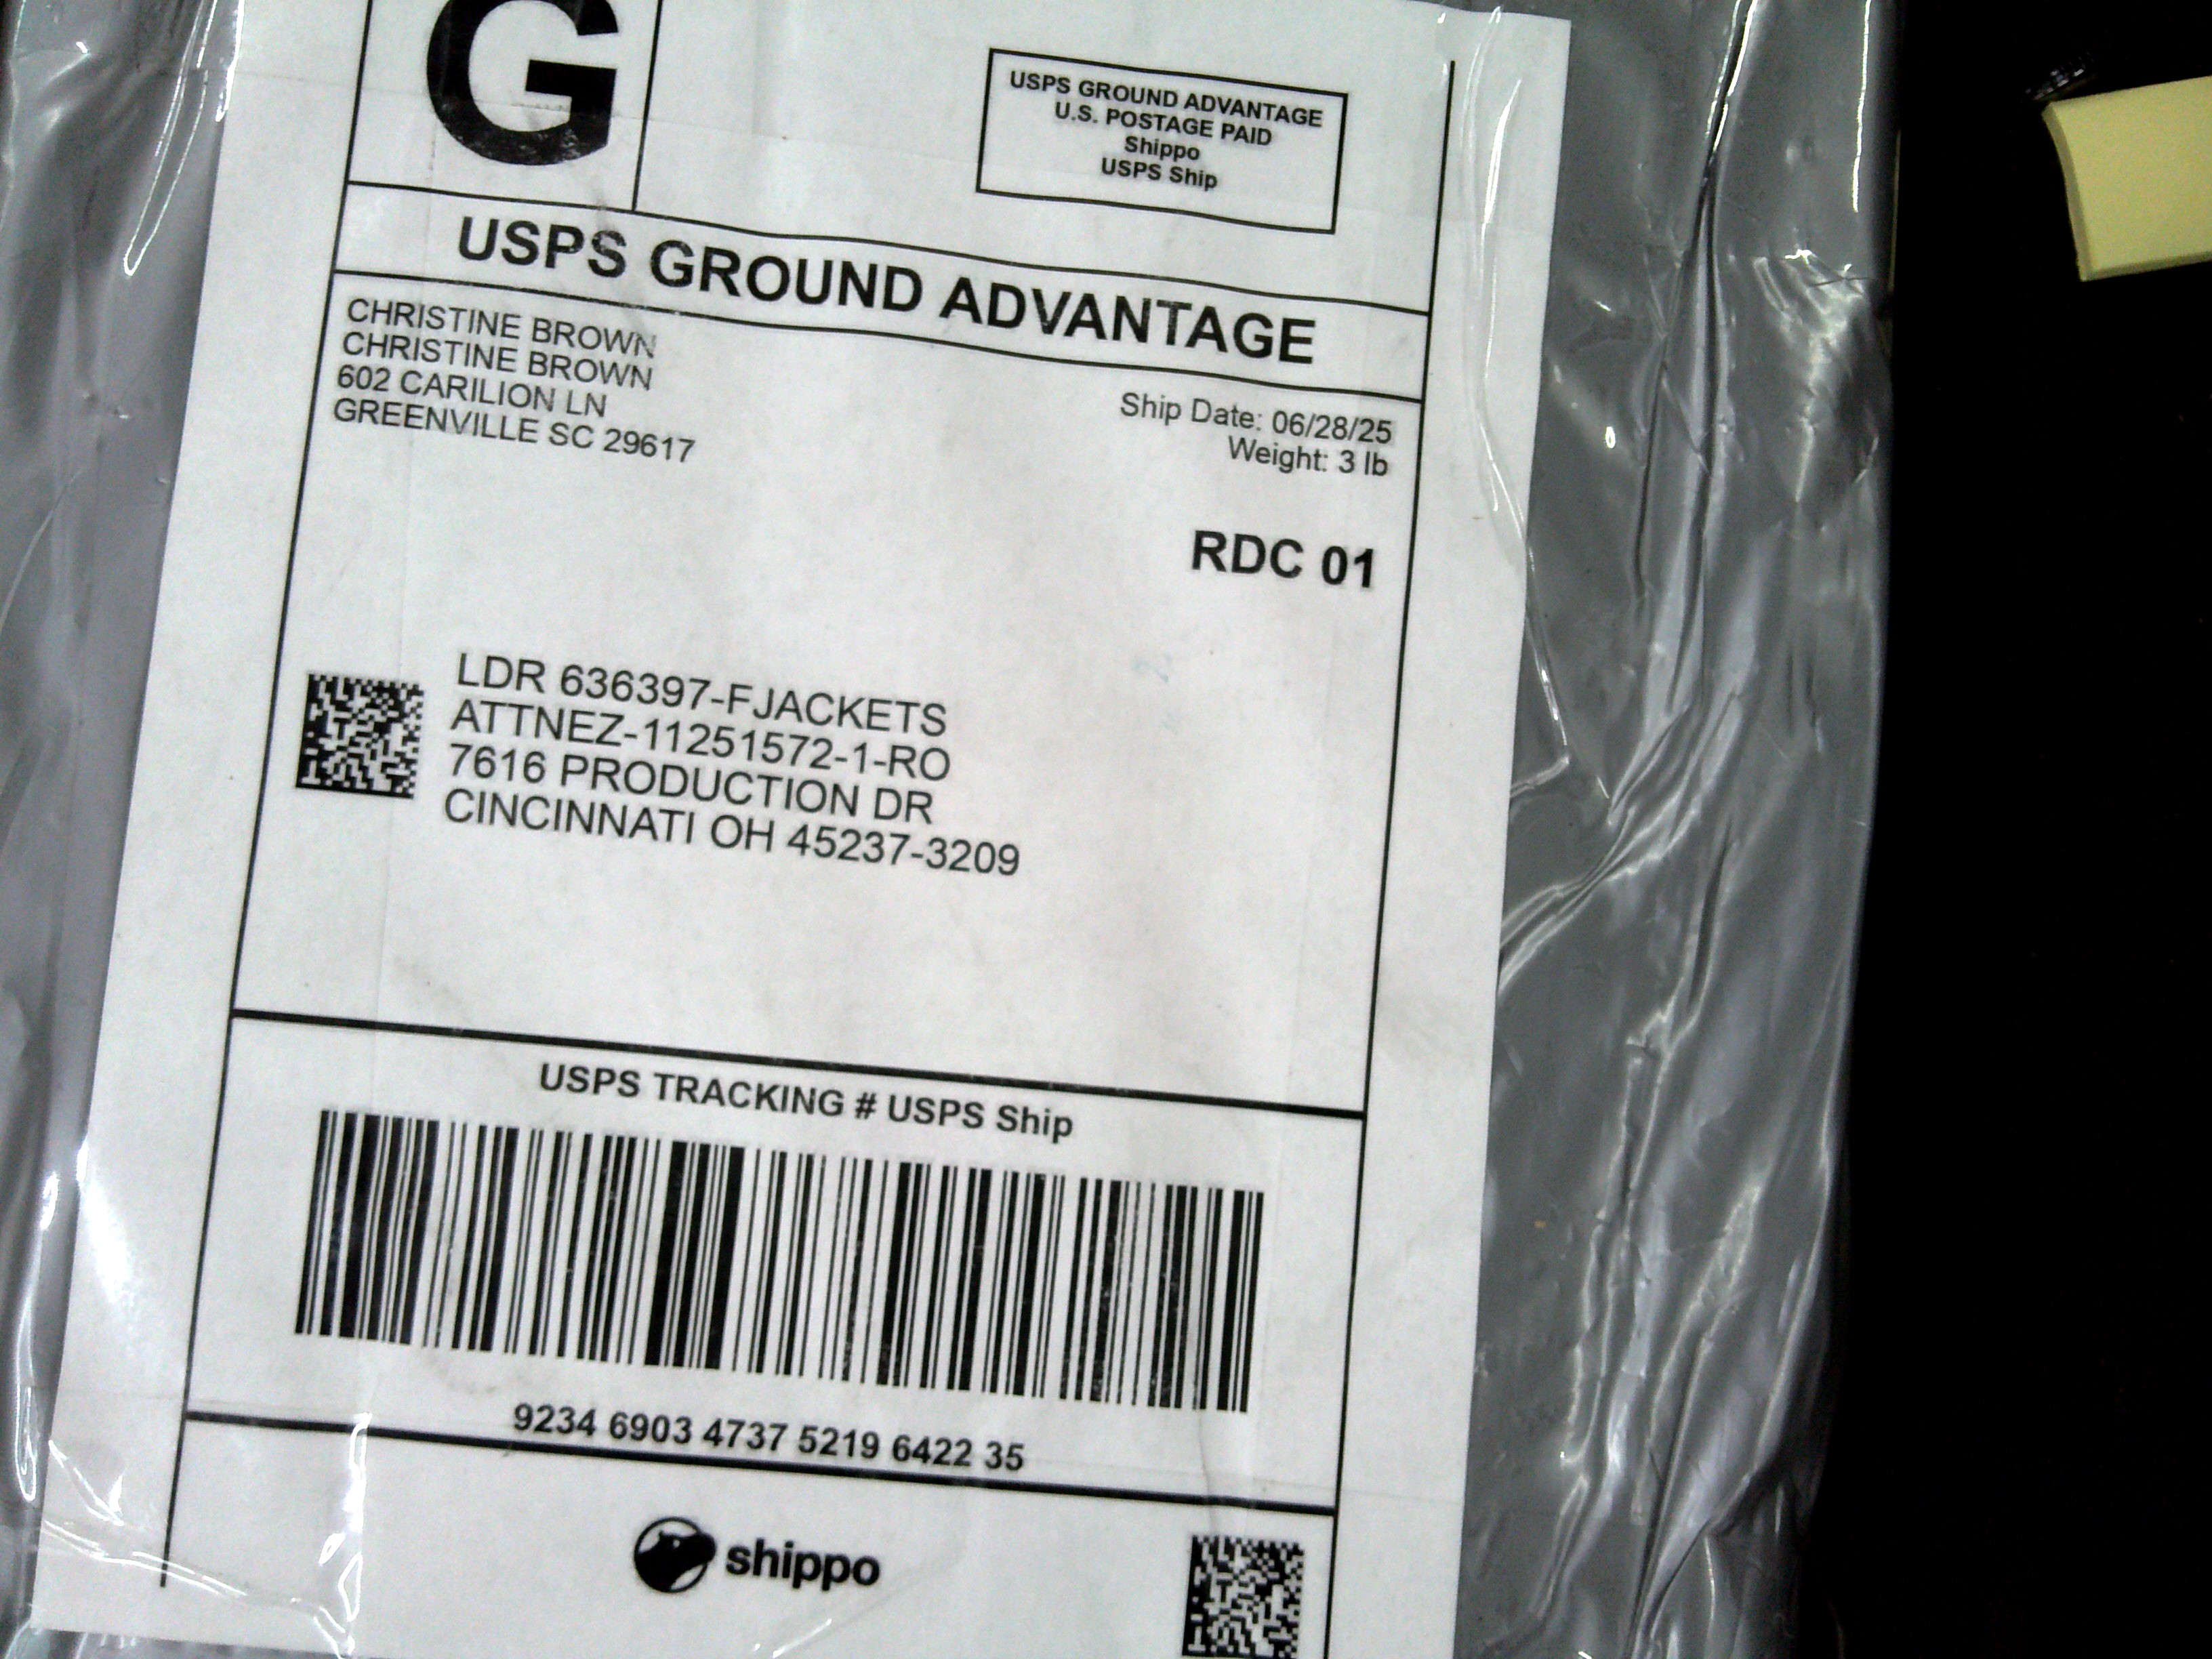 G
USPS GROUND ADVANTAGE
U.S. POSTAGE PAID
Shippo
USPS Ship
USPS GROUND ADVANTAGE
CHRISTINE BROWN
CHRISTINE BROWN
602 CARILION LN
GREENVILLE SC 29617
Ship Date: 06/28/25
Weight: 3 lb
RDC 01
LDR 636397-FJACKETS
ATTNEZ-11251572-1-RO
7616 PRODUCTION DR
CINCINNATI OH 45237-3209
USPS TRACKING # USPS Ship
9234 6903 4737 5219 6422 35
shippo